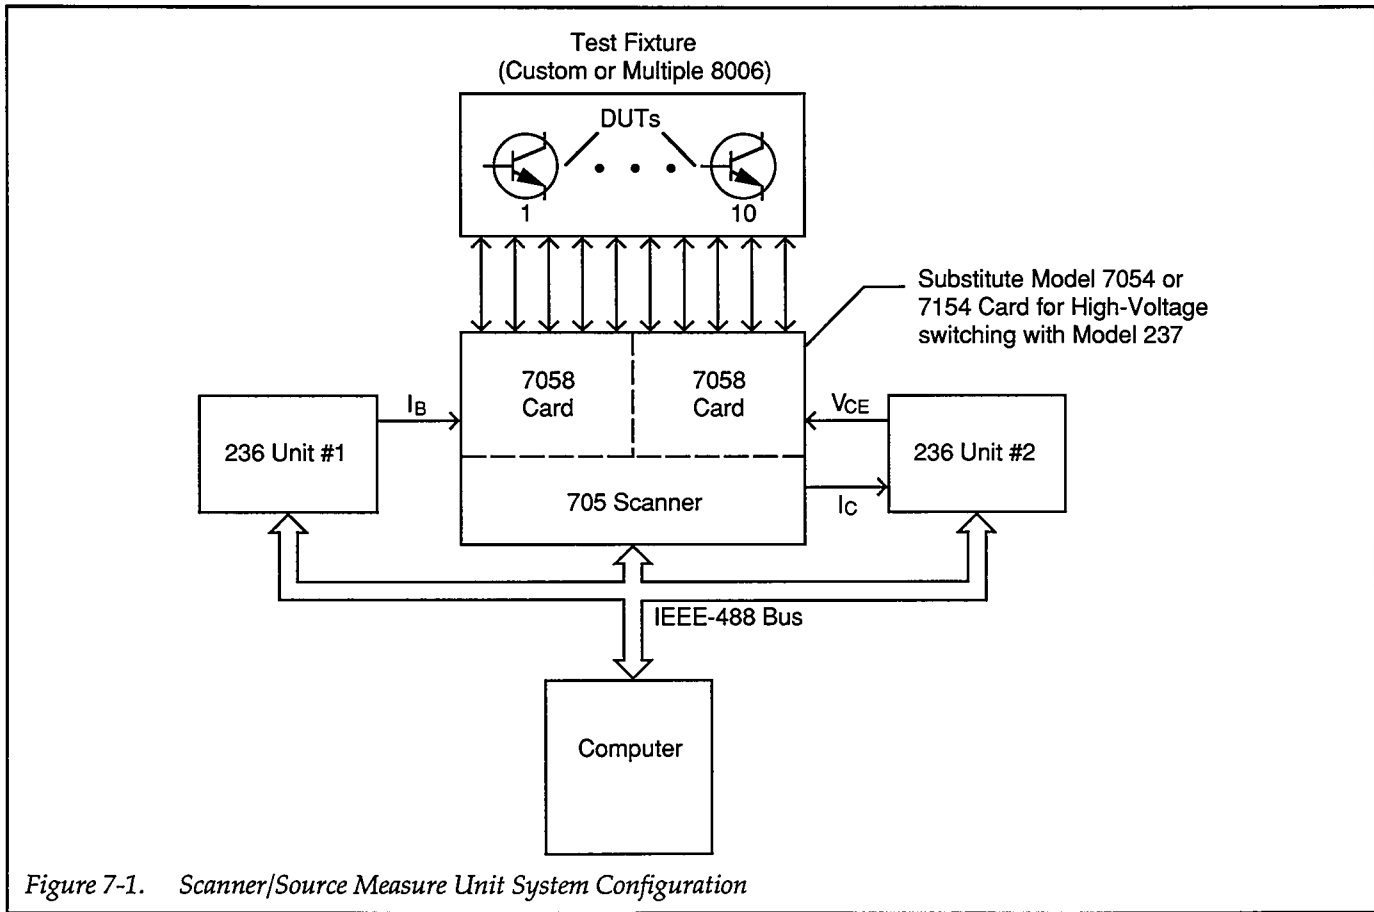 Test Fixture
(Custom or Multiple 8006)
DUTs
1
10
Substitute Model 7054 or
7154 Card for High-Voltage
switching with Model 237
7058
Card
7058
Card
IB
VCE
236 Unit #1
236 Unit #2
705 Scanner
IC
IEEE-488 Bus
Computer
Figure 7-1. Scanner/Source Measure Unit System Configuration